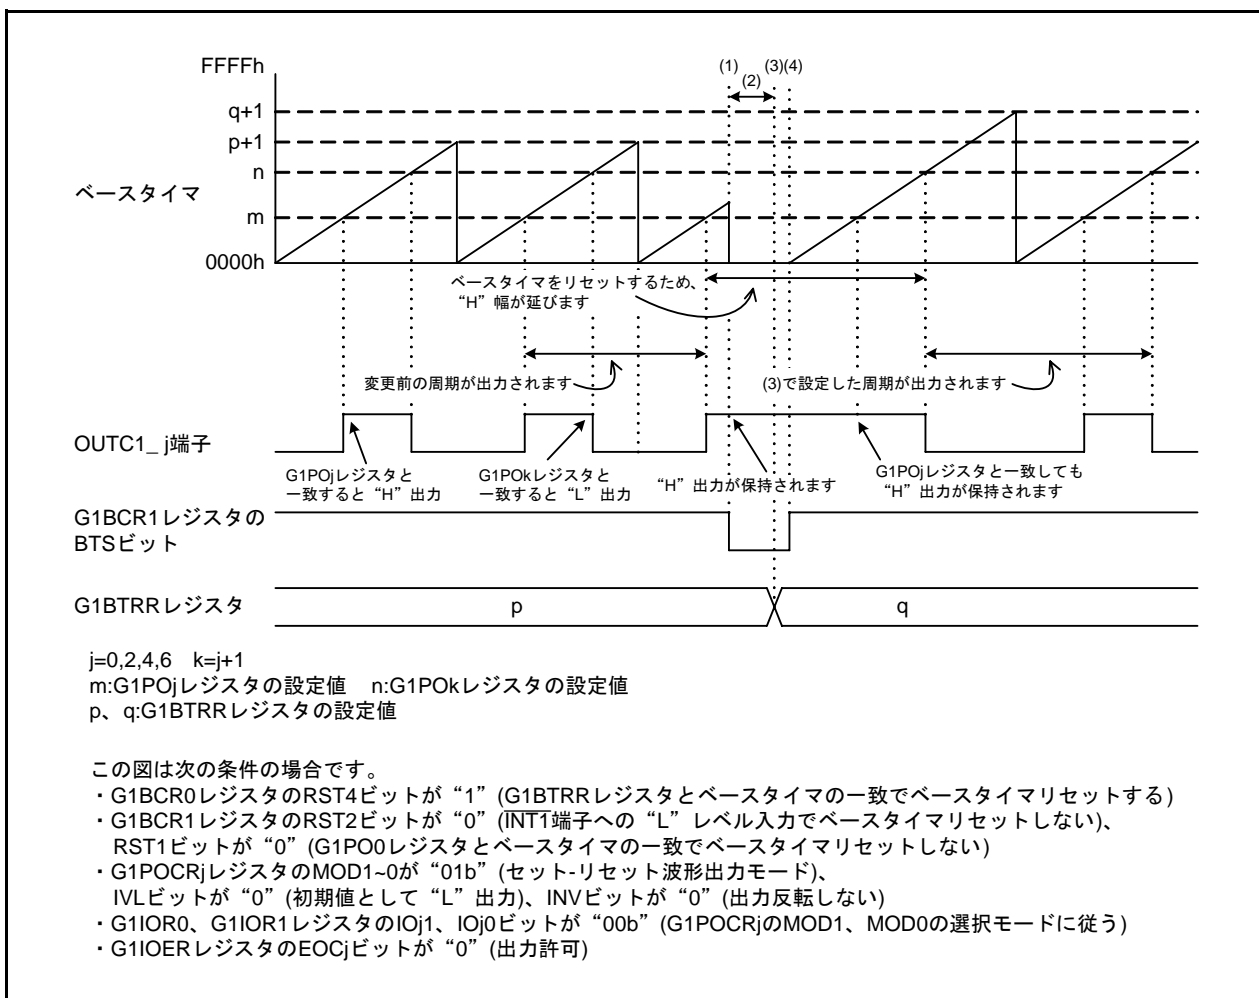 FFFFh
(1)
(3)(4)
(2)
q+1
p+1
n
ベースタイマ
m
0000h
ベースタイマをリセットするため、
“H”幅が延びます
変更前の周期が出力されます
(3)で設定した周期が出力されます
OUTC1_ j端子
G1POjレジスタと
一致すると“H”出力
G1POkレジスタと
一致すると“L”出力
“H”出力が保持されます
G1POjレジスタと一致しても
“H”出力が保持されます
G1BCR1レジスタの
BTSビット
G1BTRRレジスタ
p
q
j=0,2,4,6 k=j+1
m:G1POjレジスタの設定値 n:G1POkレジスタの設定値
p、q:G1BTRRレジスタの設定値
この図は次の条件の場合です。
・G1BCR0レジスタのRST4ビットが“1”(G1BTRRレジスタとベースタイマの一致でベースタイマリセットする)
・G1BCR1レジスタのRST2ビットが“0”(INT1端子への“L”レベル入力でベースタイマリセットしない)、
RST1ビットが“0”(G1PO0レジスタとベースタイマの一致でベースタイマリセットしない)
・G1POCRjレジスタのMOD1~0が“01b”(セット-リセット波形出力モード)、
IVLビットが“0”(初期値として“L”出力)、INVビットが“0”(出力反転しない)
・G1IOR0、G1IOR1レジスタのIOj1、IOj0ビットが“00b”(G1POCRjのMOD1、MOD0の選択モードに従う)
・G1IOERレジスタのEOCjビットが“0”(出力許可)